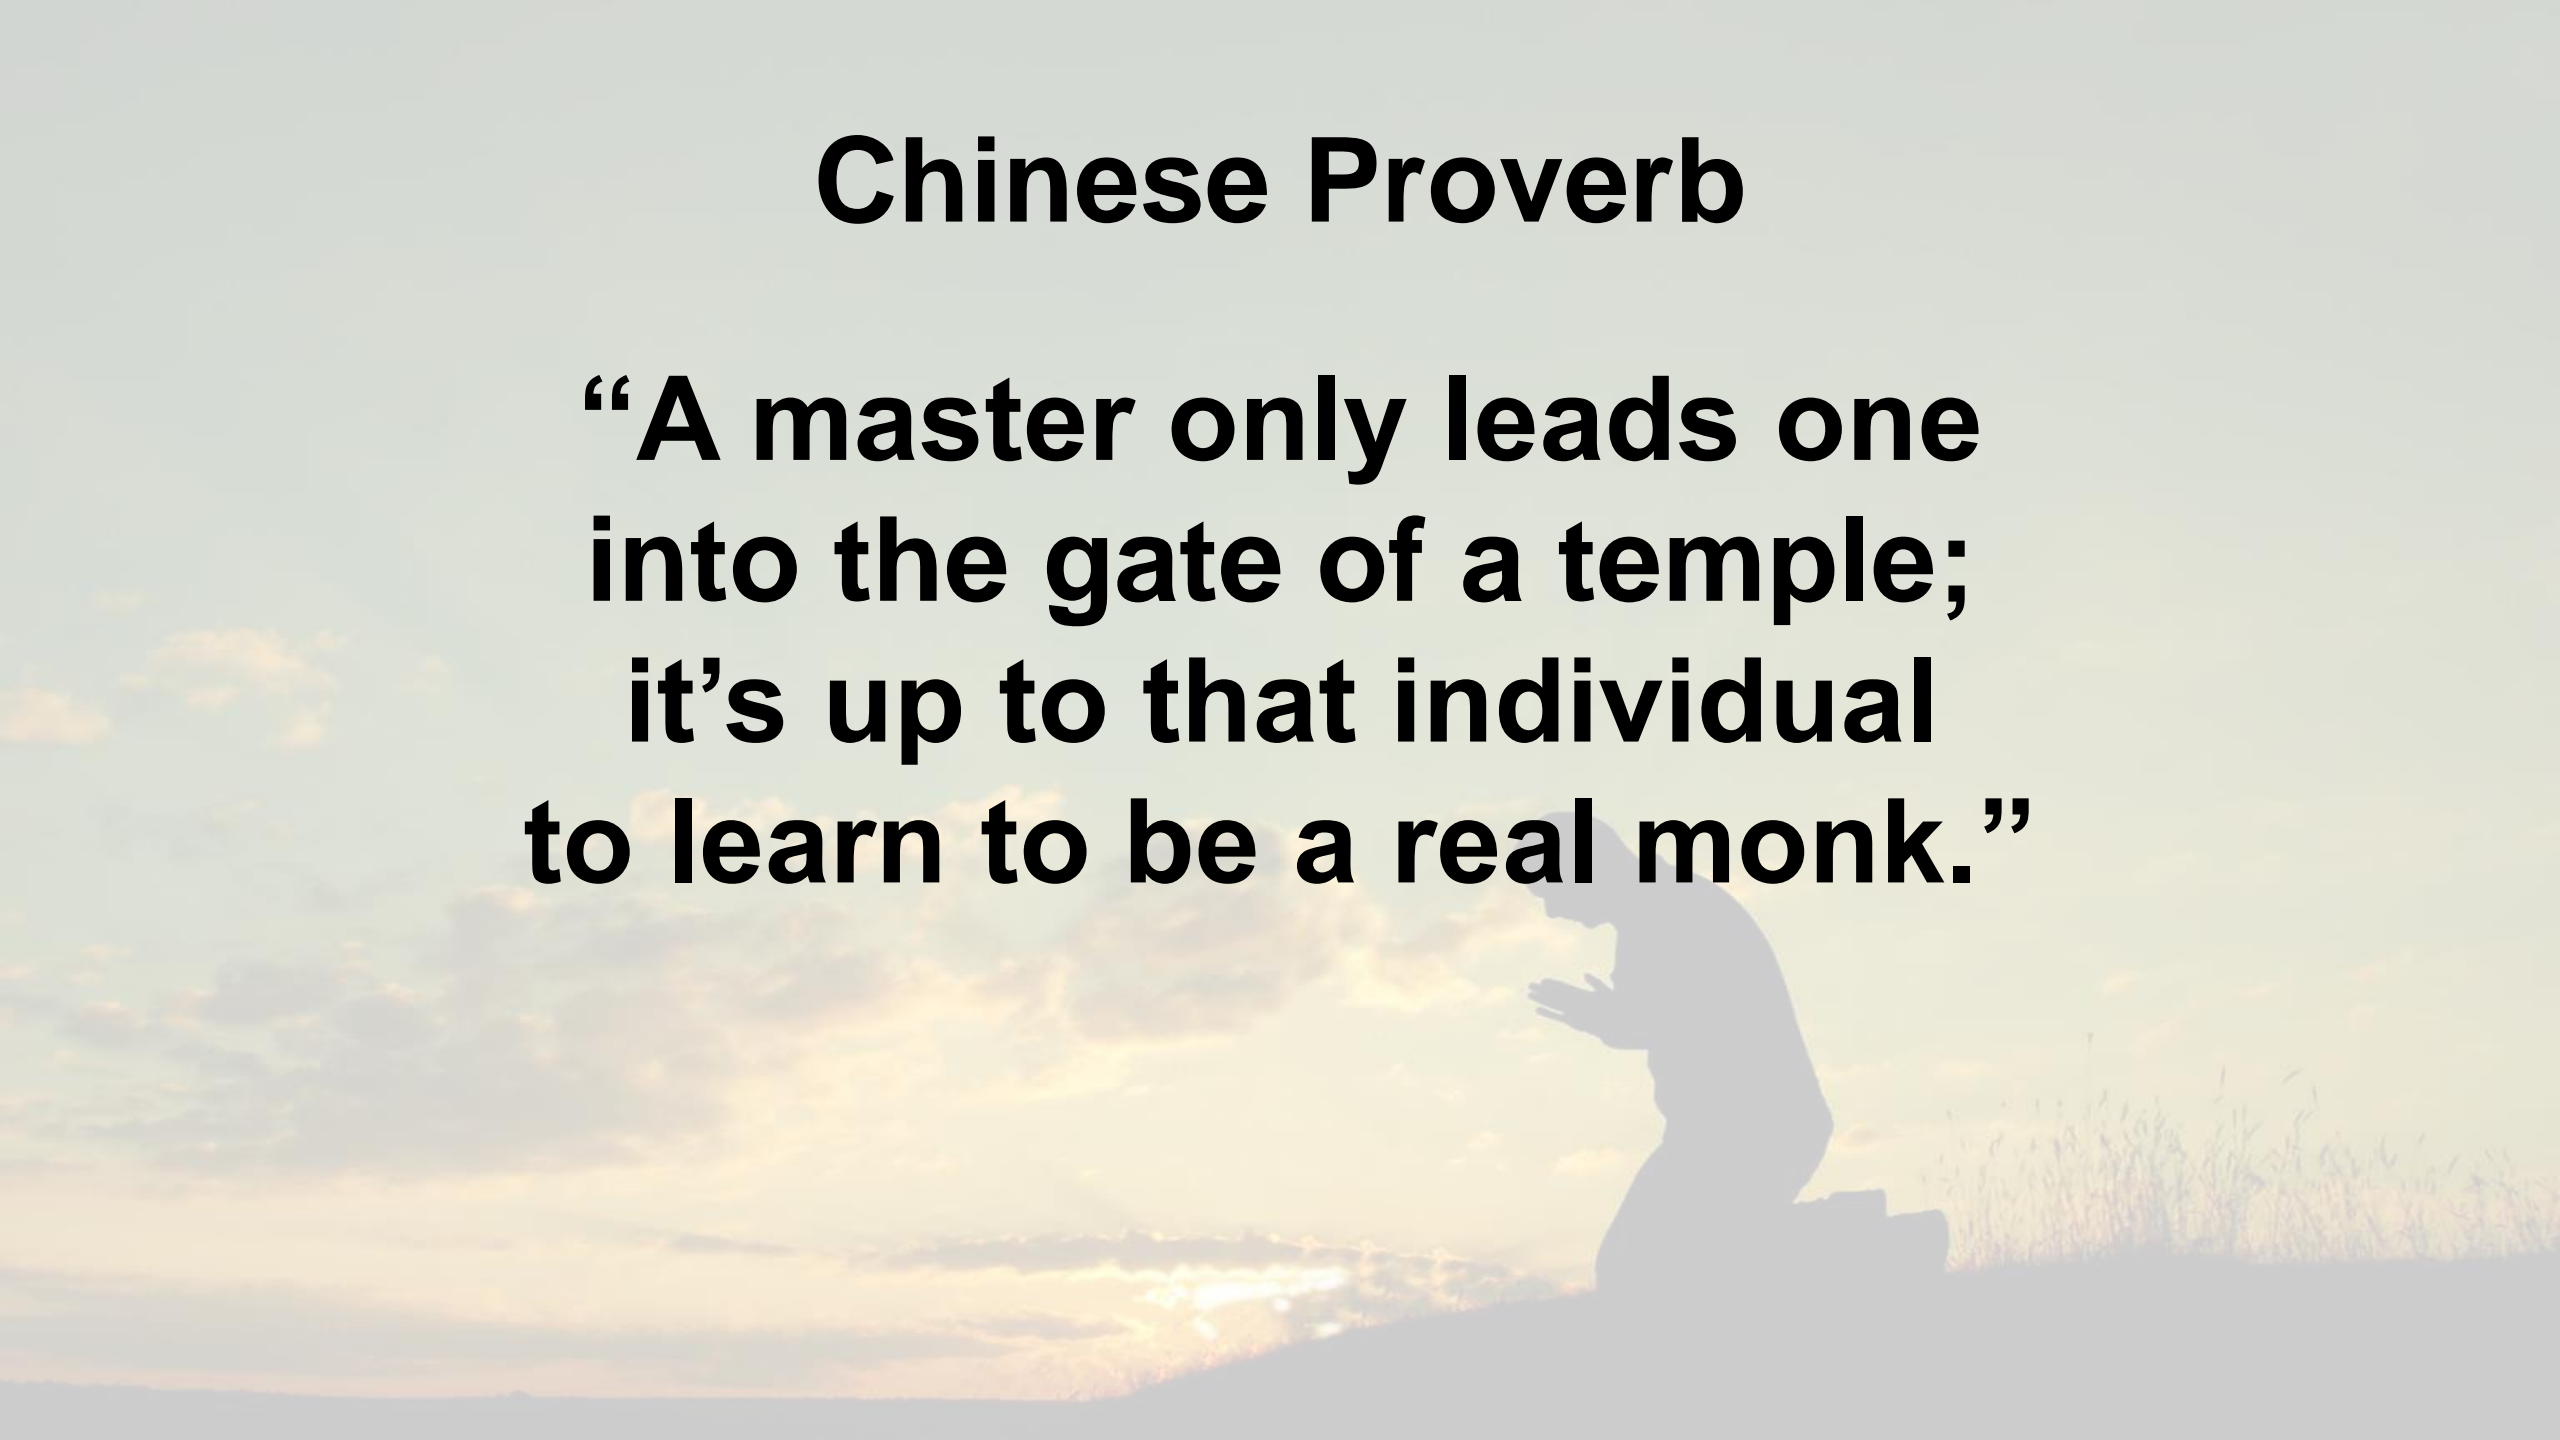 Chinese Proverb
“A master only leads one
into the gate of a temple;
it’s up to that individual
to learn to be a real monk.”